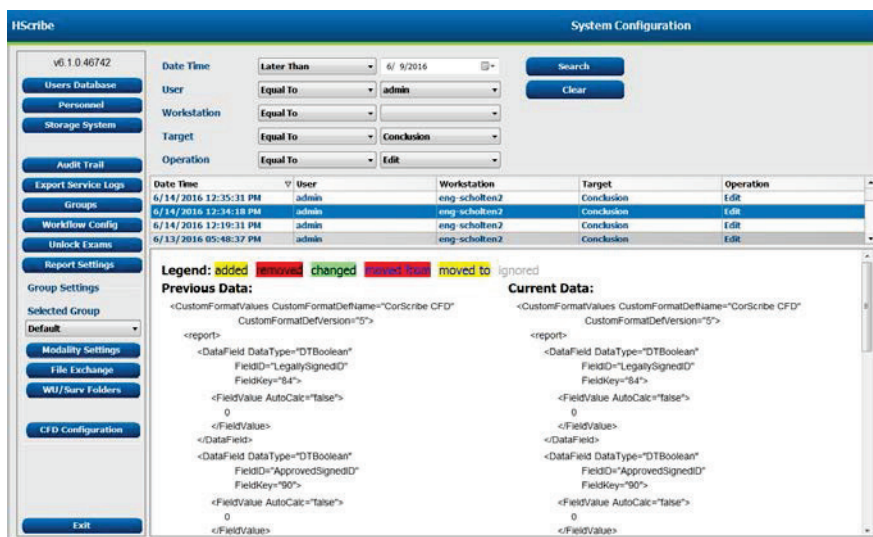 HScribe System Configuration
v6.1.0.46742
Users Database
Personnel
Storage System
Audit Trail
Export Service Logs
Groups
Workflow Config
Unlock Exams
Report Settings
Group Settings
Selected Group
Default
Modality Settings
File Exchange
WU/Surv Folders
CFD Configuration
Exit
Date Time Later Than 6/ 9/2016 Search
User Equal To admin Clear
Workstation Equal To
Target Equal To Conclusion
Operation Equal To Edit
Date Time User Workstation Target Operation
6/14/2016 12:35:31 PM admin eng-scholten2 Conclusion Edit
6/14/2016 12:34:18 PM admin eng-scholten2 Conclusion Edit
6/14/2016 12:19:31 PM admin eng-scholten2 Conclusion Edit
6/13/2016 05:48:37 PM admin eng-scholten2 Conclusion Edit
Legend: added removed changed moved from moved to ignored
Previous Data:
<CustomFormatValues CustomFormatDefName="CorScribe CFD"
CustomFormatDefVersion="5">
<report>
<DataField DataType="DTBoolean"
FieldID="LegallySignedID"
FieldKey="84">
<FieldValue AutoCalc="false">
0
</FieldValue>
</DataField>
<DataField DataType="DTBoolean"
FieldID="ApprovedSignedID"
FieldKey="90">
<FieldValue AutoCalc="false">
0
</FieldValue>
Current Data:
<CustomFormatValues CustomFormatDefName="CorScribe CFD"
CustomFormatDefVersion="5">
<report>
<DataField DataType="DTBoolean"
FieldID="LegallySignedID"
FieldKey="84">
<FieldValue AutoCalc="false">
0
</FieldValue>
</DataField>
<DataField DataType="DTBoolean"
FieldID="ApprovedSignedID"
FieldKey="90">
<FieldValue AutoCalc="false">
0
</FieldValue>